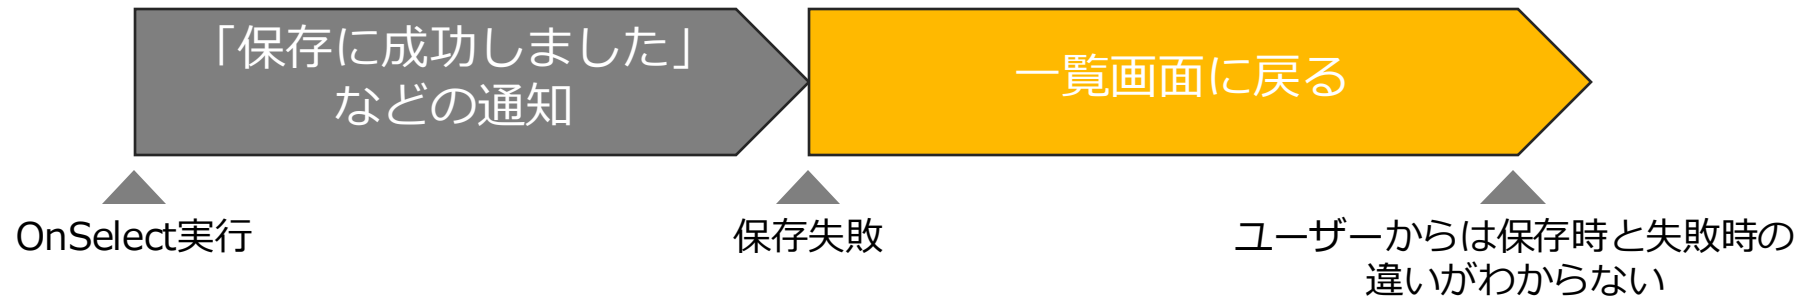 「保存に成功しました」
などの通知
一覧画面に戻る
OnSelect実行
保存失敗
ユーザーからは保存時と失敗時の
違いがわからない